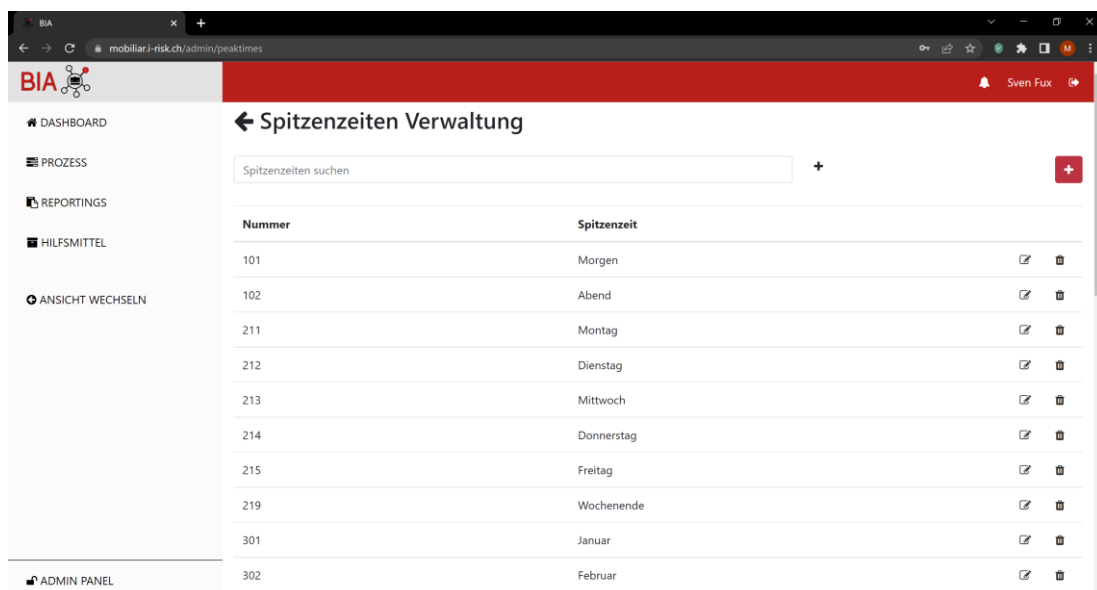 BIA
mobiliar.i-risk.ch/admin/peaktimes
M
BIA
Sven Fux
DASHBOARD
PROZESS
REPORTINGS
HILFSMITTEL
ANSICHT WECHSELN
ADMIN PANEL
Spitzenzeiten Verwaltung
Spitzenzeiten suchen
Nummer Spitzenzeit
101 Morgen
102 Abend
211 Montag
212 Dienstag
213 Mittwoch
214 Donnerstag
215 Freitag
219 Wochenende
301 Januar
302 Februar